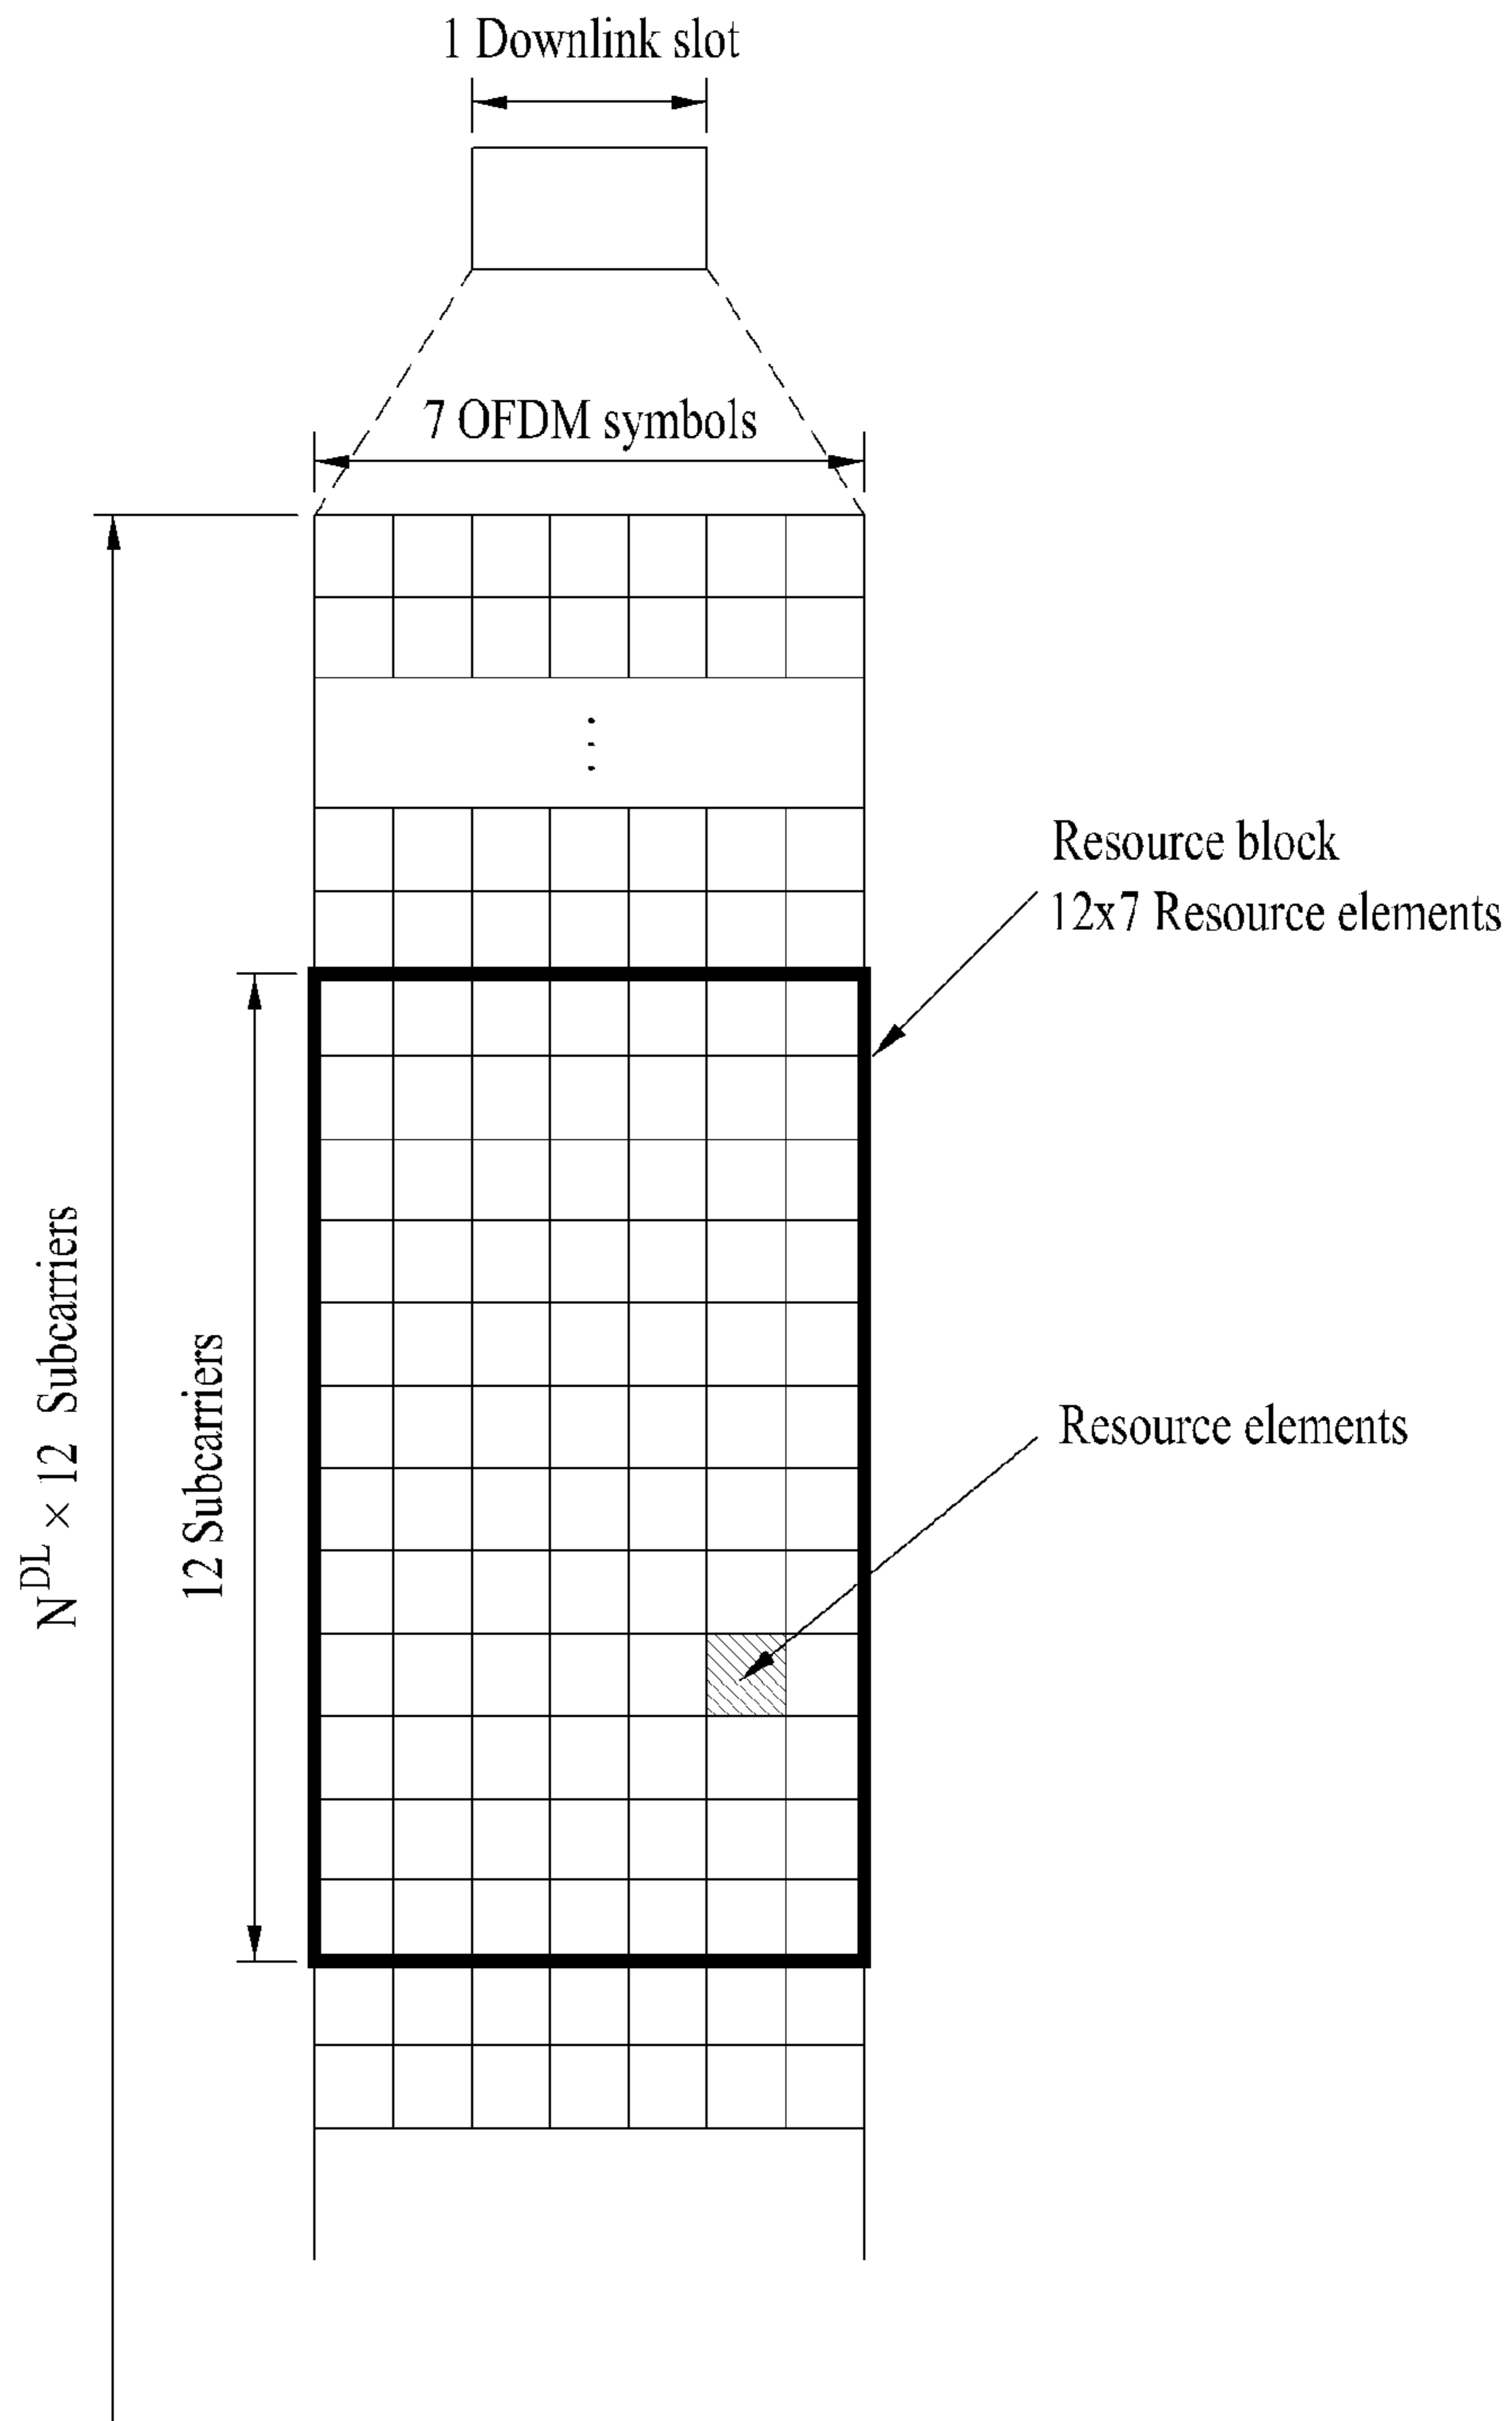 1 Downlink slot
7 OFDM symbols
Resource block
12x7 Resource elements
N^DL × 12 Subcarriers
12 Subcarriers
Resource elements